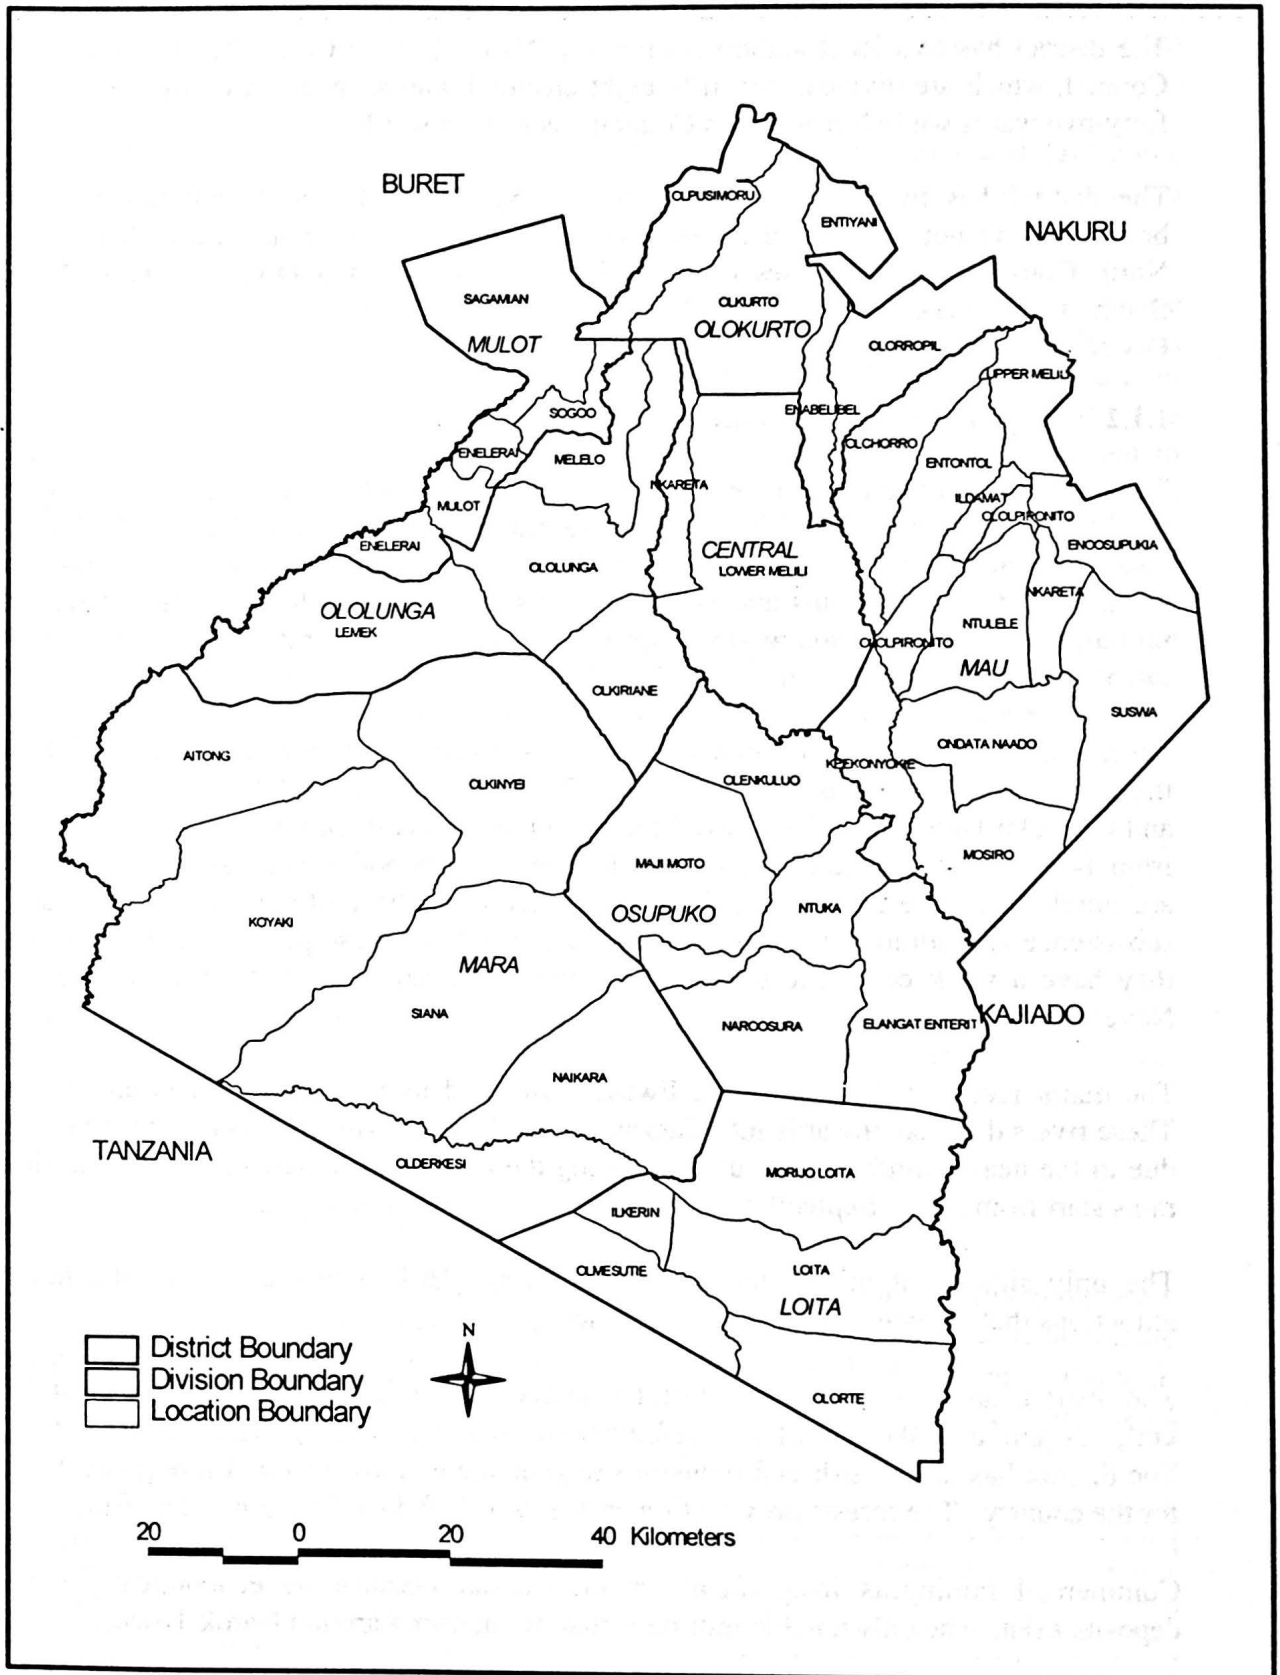 BURET
OLPUSIMORU
ENTIYANI
NAKURU
SAGAMIAN
OLKURTO
MULOT
OLOKURTO
OLORROPIL
UPPER MELILI
SOGOO
ENABELIBEL
OLCHORRO
ENELERAI
MELELO
ENTONTOL
NKARETA
ILDAMAT
MULOT
OLOLPIRONITO
ENELERAI
ENOOSUPUKIA
CENTRAL
OLOLUNGA
LOWER MELILI
NKARETA
OLOLUNGA
LEMEK
NTULELE
OLOLPIRONITO
MAU
OLKIRIANE
SUSWA
AITONG
ONDATA NAADO
KEEKONYOKIE
OLKINYEI
OLENKULUO
MAJI MOTO
MOSIRO
KOYAKI
OSUPUKO
NTUKA
MARA
SIANA
NAROOSURA
ELANGAT ENTERIT
KAJIADO
NAIKARA
TANZANIA
OLDERKESI
MORIJO LOITA
ILKERIN
OLMESUTIE
LOITA
LOITA
N
District Boundary
Division Boundary
Location Boundary
OLORTE
20 0 20 40 Kilometers